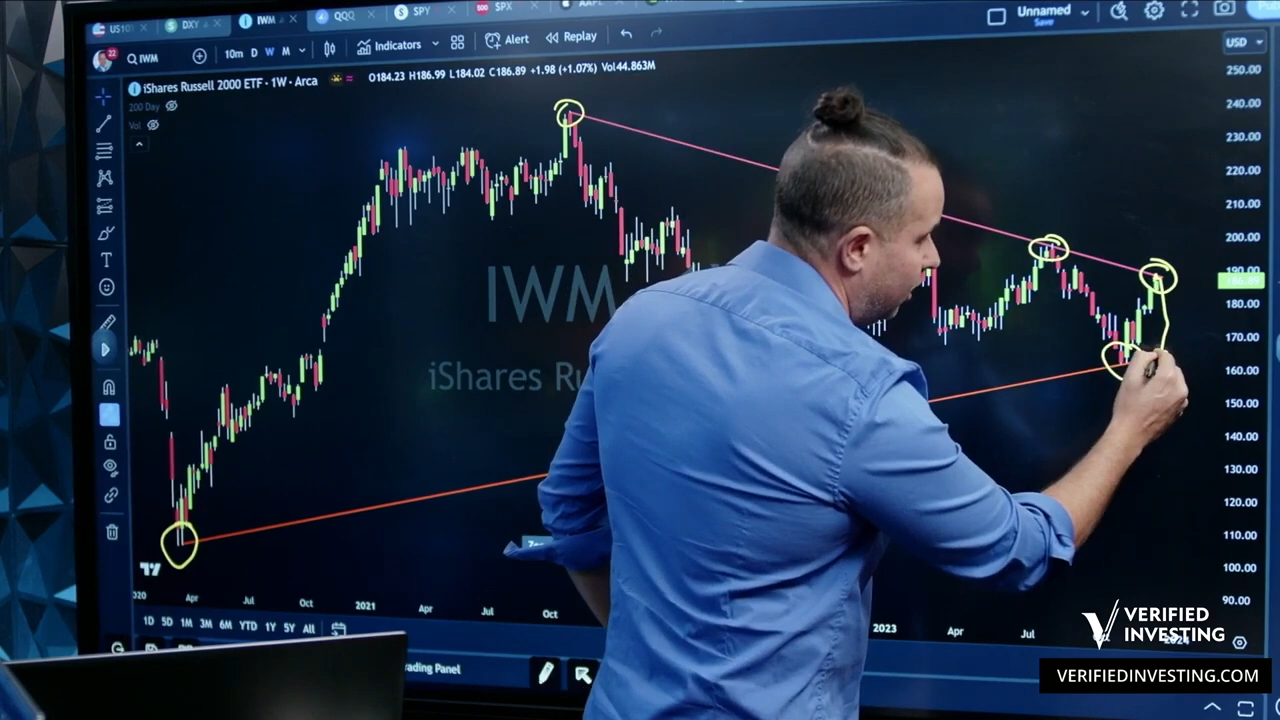 US10Y DXY IWM QQQ SPY SPX AAPL
22 IWM 10m D W M Indicators Alert Replay Unnamed
Save
iShares Russell 2000 ETF · 1W · Arca O184.23 H186.99 L184.02 C186.89 +1.98 (+1.07%) Vol44.863M
USD
200 Day
Vol
250.00
240.00
230.00
220.00
210.00
200.00
190.00
180.00
170.00
160.00
150.00
140.00
130.00
120.00
110.00
100.00
90.00
IWM
iShares Ru
Apr Jul Oct 2021 Apr Jul Oct 2023 Apr Jul 2024
1D 5D 1M 3M 6M YTD 1Y 5Y All
rading Panel
VERIFIED
INVESTING
VERIFIEDINVESTING.COM